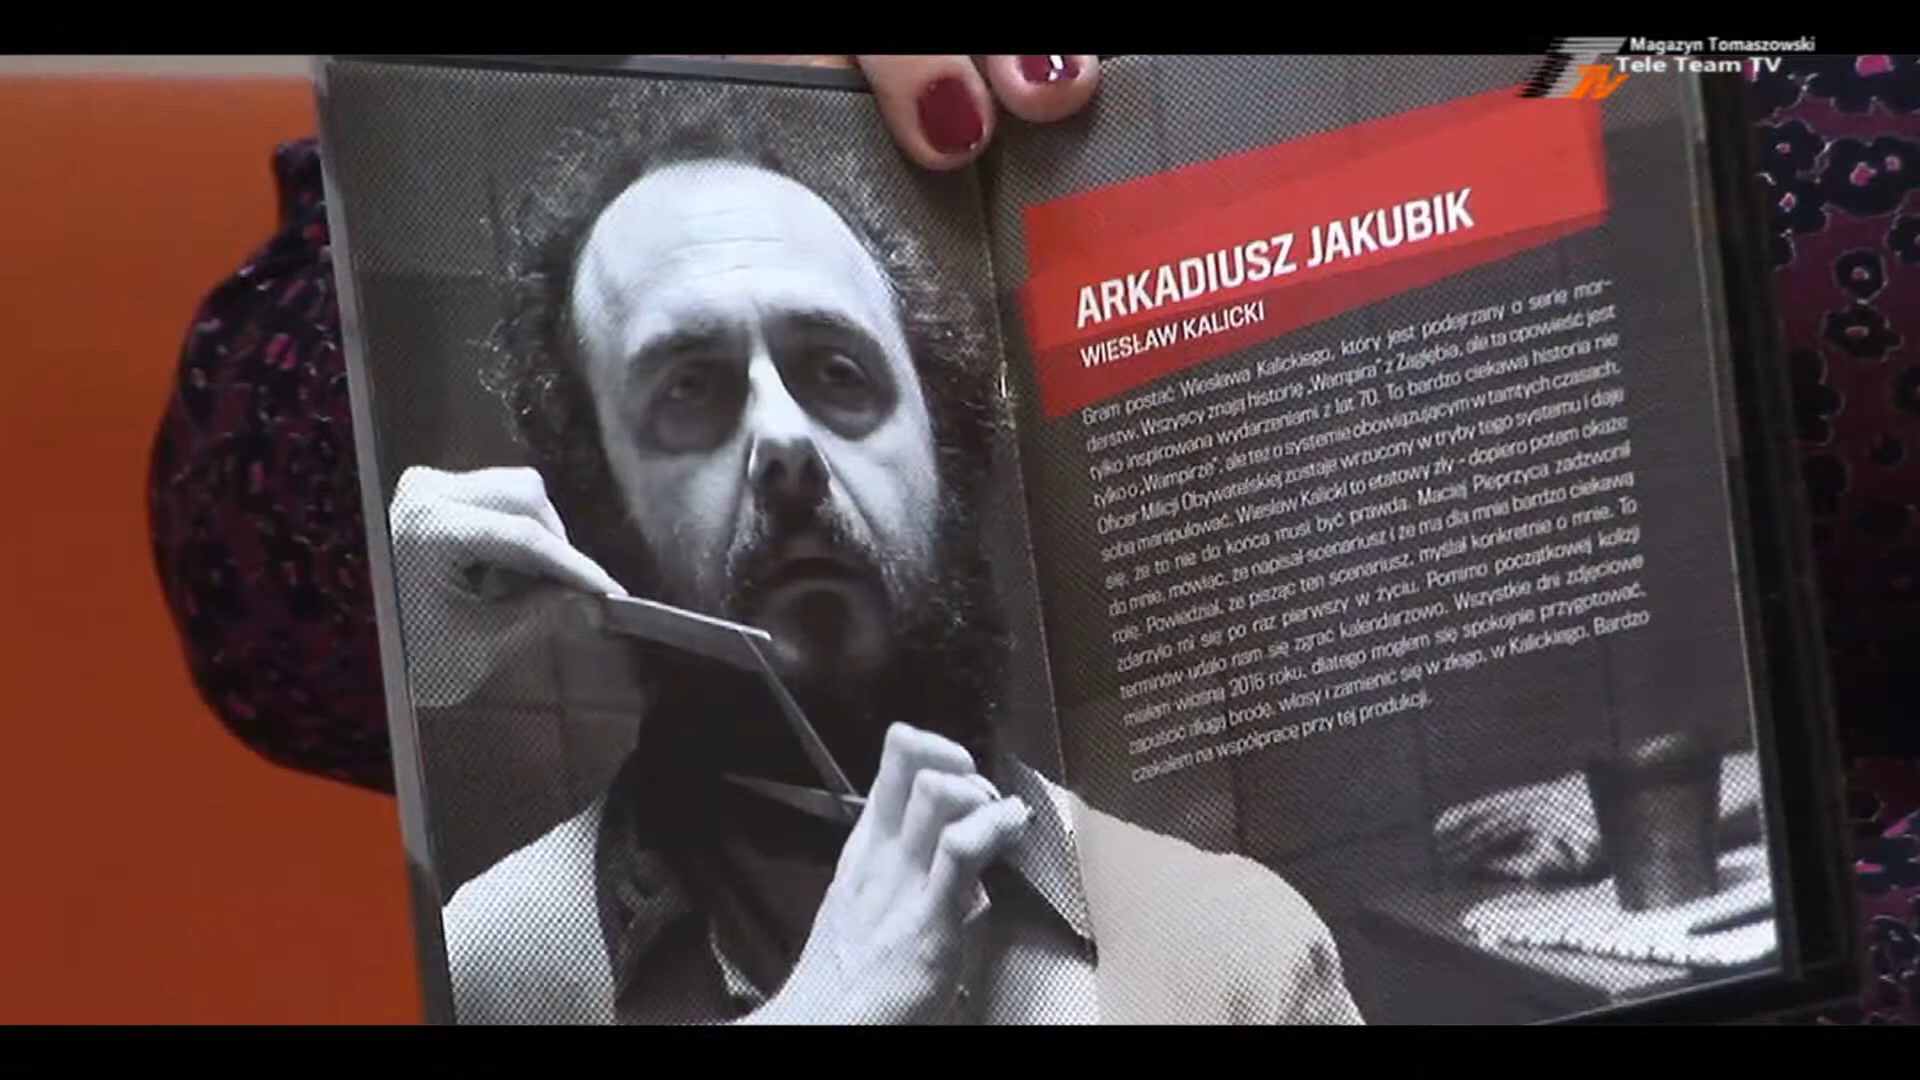 Magazyn Tomaszowski
Tele Team TV
TTV
ARKADIUSZ JAKUBIK
WIESŁAW KALICKI
Gram postać Wiesława Kalickiego, który jest podejrzany o serię mor-
derstw. Wszyscy znają historię „Wampira” z Zagłębia, ale ta opowieść jest
tylko inspirowana wydarzeniami z lat 70. To bardzo ciekawa historia nie
tylko o „Wampirze”, ale też o systemie obowiązującym w tamtych czasach.
Oficer Milicji Obywatelskiej zostaje wrzucony w tryby tego systemu i daje
sobą manipulować. Wiesław Kalicki to etatowy zły - dopiero potem okaże
się, że to nie do końca musi być prawda. Maciej Pieprzyca zadzwonił
do mnie, mówiąc, że napisał scenariusz i że ma dla mnie bardzo ciekawą
rolę. Powiedział, że pisząc ten scenariusz, myślał konkretnie o mnie. To
zdarzyło mi się po raz pierwszy w życiu. Pomimo początkowej kolizji
terminów udało nam się zgrać kalendarzowo. Wszystkie dni zdjęciowe
miałem wiosną 2016 roku, dlatego mogłem się spokojnie przygotować,
zapuścić długą brodę, włosy i zamienić się w złego, w Kalickiego. Bardzo
czekałem na współpracę przy tej produkcji.